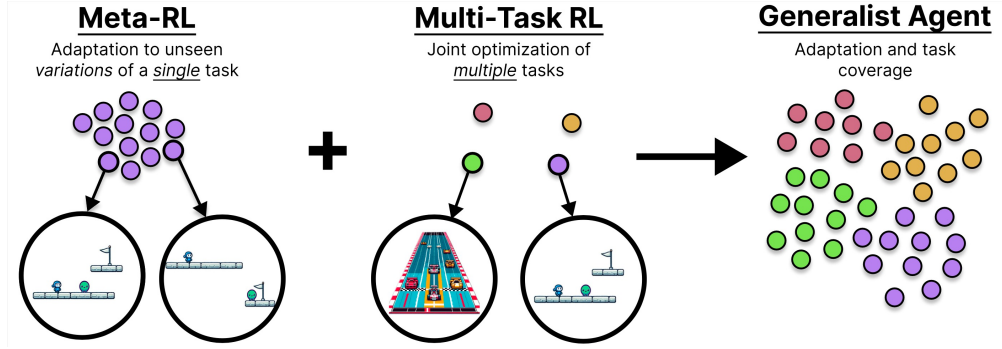 Meta-RL
Adaptation to unseen
variations of a single task
Multi-Task RL
Joint optimization of
multiple tasks
Generalist Agent
Adaptation and task
coverage